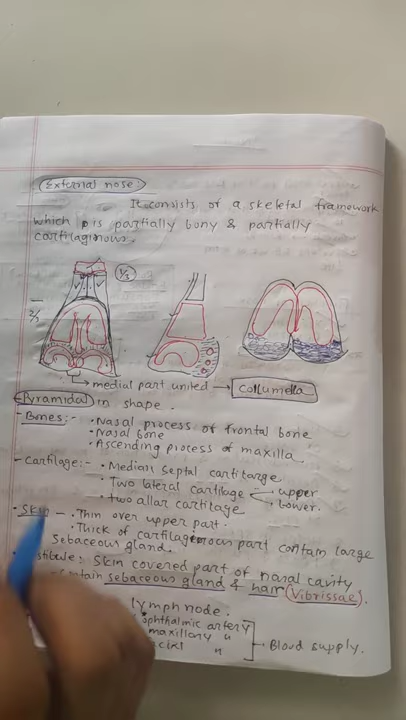 External nose:
It consists of a skeletal framework
which is partially bony & partially
cartilaginous.
1/3
2/3
medial part united → Collumella
Pyramidal in shape.
- Bones: - • Nasal process of frontal bone
• Nasal bone
• Ascending process of maxilla.
- Cartilage: - • Median septal cartilarge
• Two lateral cartilage upper
lower.
• two allar cartilage
• Skin - • Thin over upper part.
• Thick of cartilagenous part contain large
sebaceous gland.
: Skin covered part of nasal cavity
contain sebaceous gland & hair (Vibrissae).
lymph node.
ophthalmic artery
maxillary "
"
Blood supply.